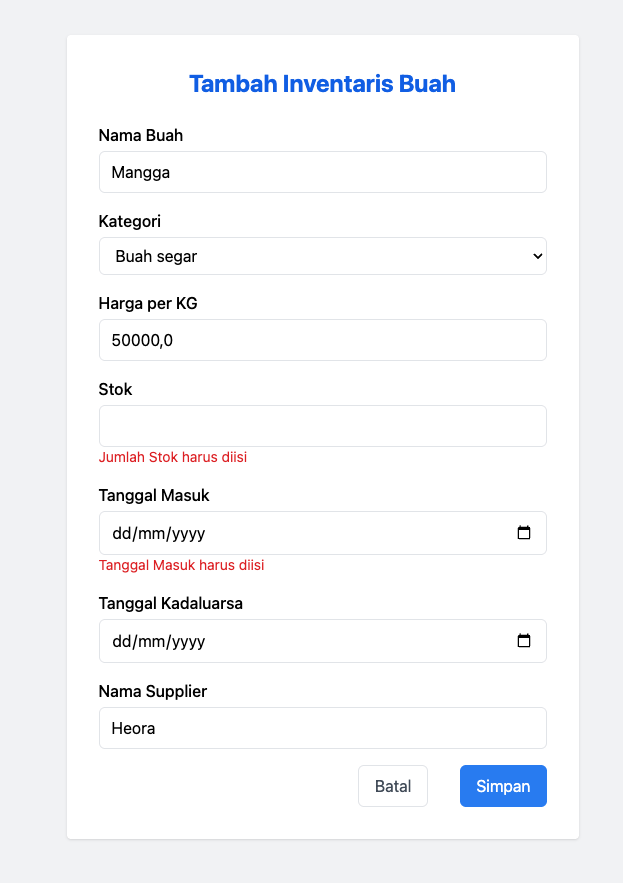 Tambah Inventaris Buah
Nama Buah
Mangga
Kategori
Buah segar
Harga per KG
50000,0
Stok
Jumlah Stok harus diisi
Tanggal Masuk
dd/mm/yyyy
Tanggal Masuk harus diisi
Tanggal Kadaluarsa
dd/mm/yyyy
Nama Supplier
Heora
Batal Simpan